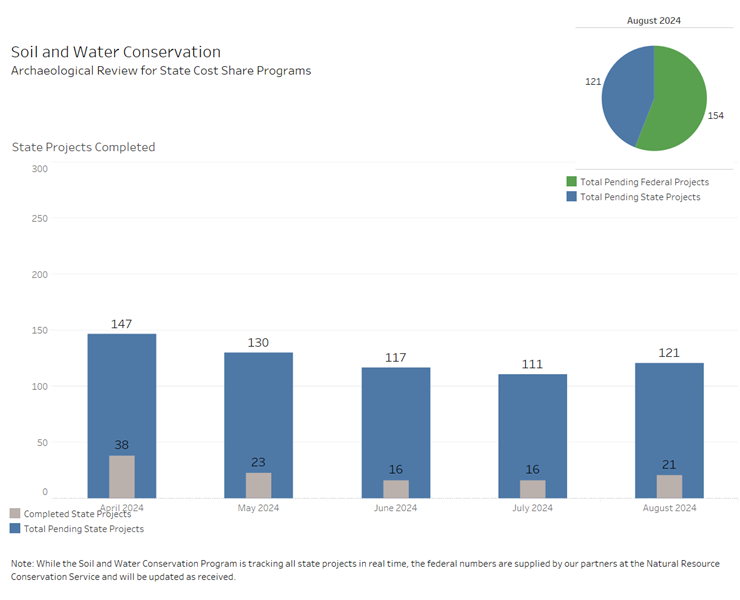 August 2024
Soil and Water Conservation
Archaeological Review for State Cost Share Programs
121
154
State Projects Completed
Total Pending Federal Projects
Total Pending State Projects
300
250
200
150
100
50
0
147
130
117
111
121
38
23
16
16
21
April 2024
May 2024
June 2024
July 2024
August 2024
Completed State Projects
Total Pending State Projects
Note: While the Soil and Water Conservation Program is tracking all state projects in real time, the federal numbers are supplied by our partners at the Natural Resource
Conservation Service and will be updated as received.